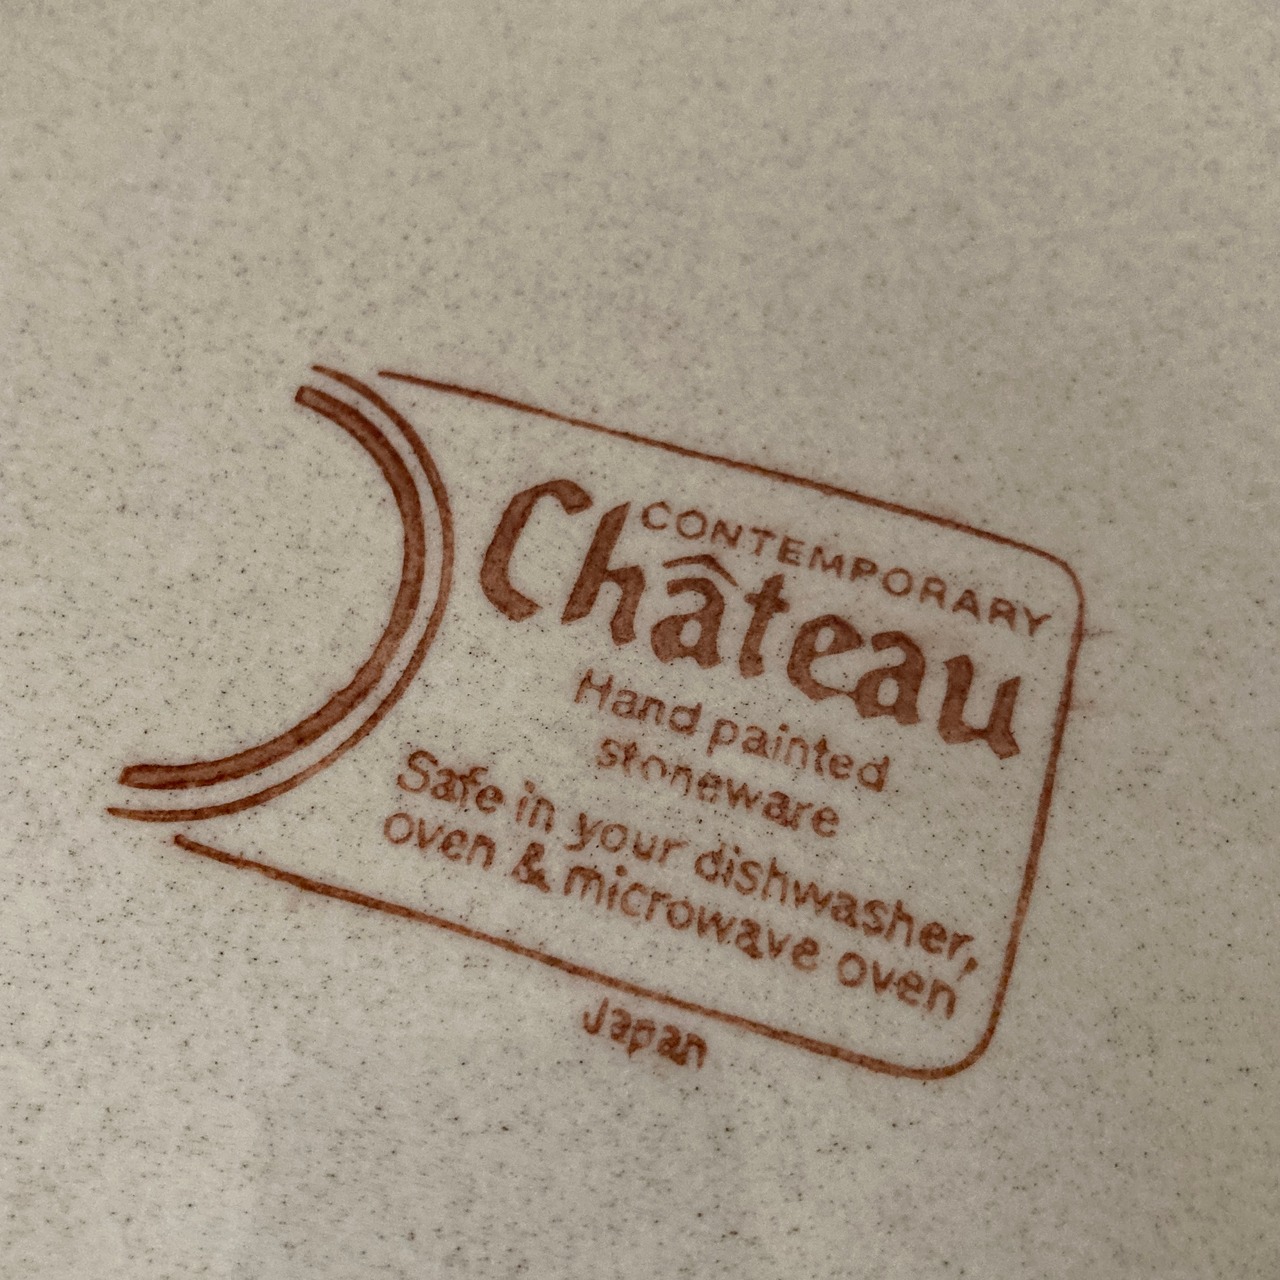 CONTEMPORARY
Château
Hand painted
stoneware
Safe in your dishwasher,
oven & microwave oven
Japan